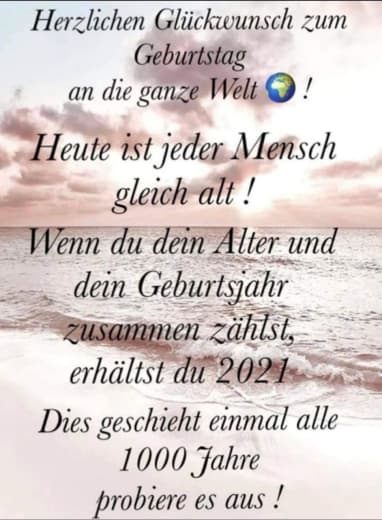 Herzlichen Glückwunsch zum
Geburtstag
an die ganze Welt 🌍 !
Heute ist jeder Mensch
gleich alt !
Wenn du dein Alter und
dein Geburtsjahr
zusammen zählst,
erhältst du 2021
Dies geschieht einmal alle
1000 Jahre
probiere es aus !